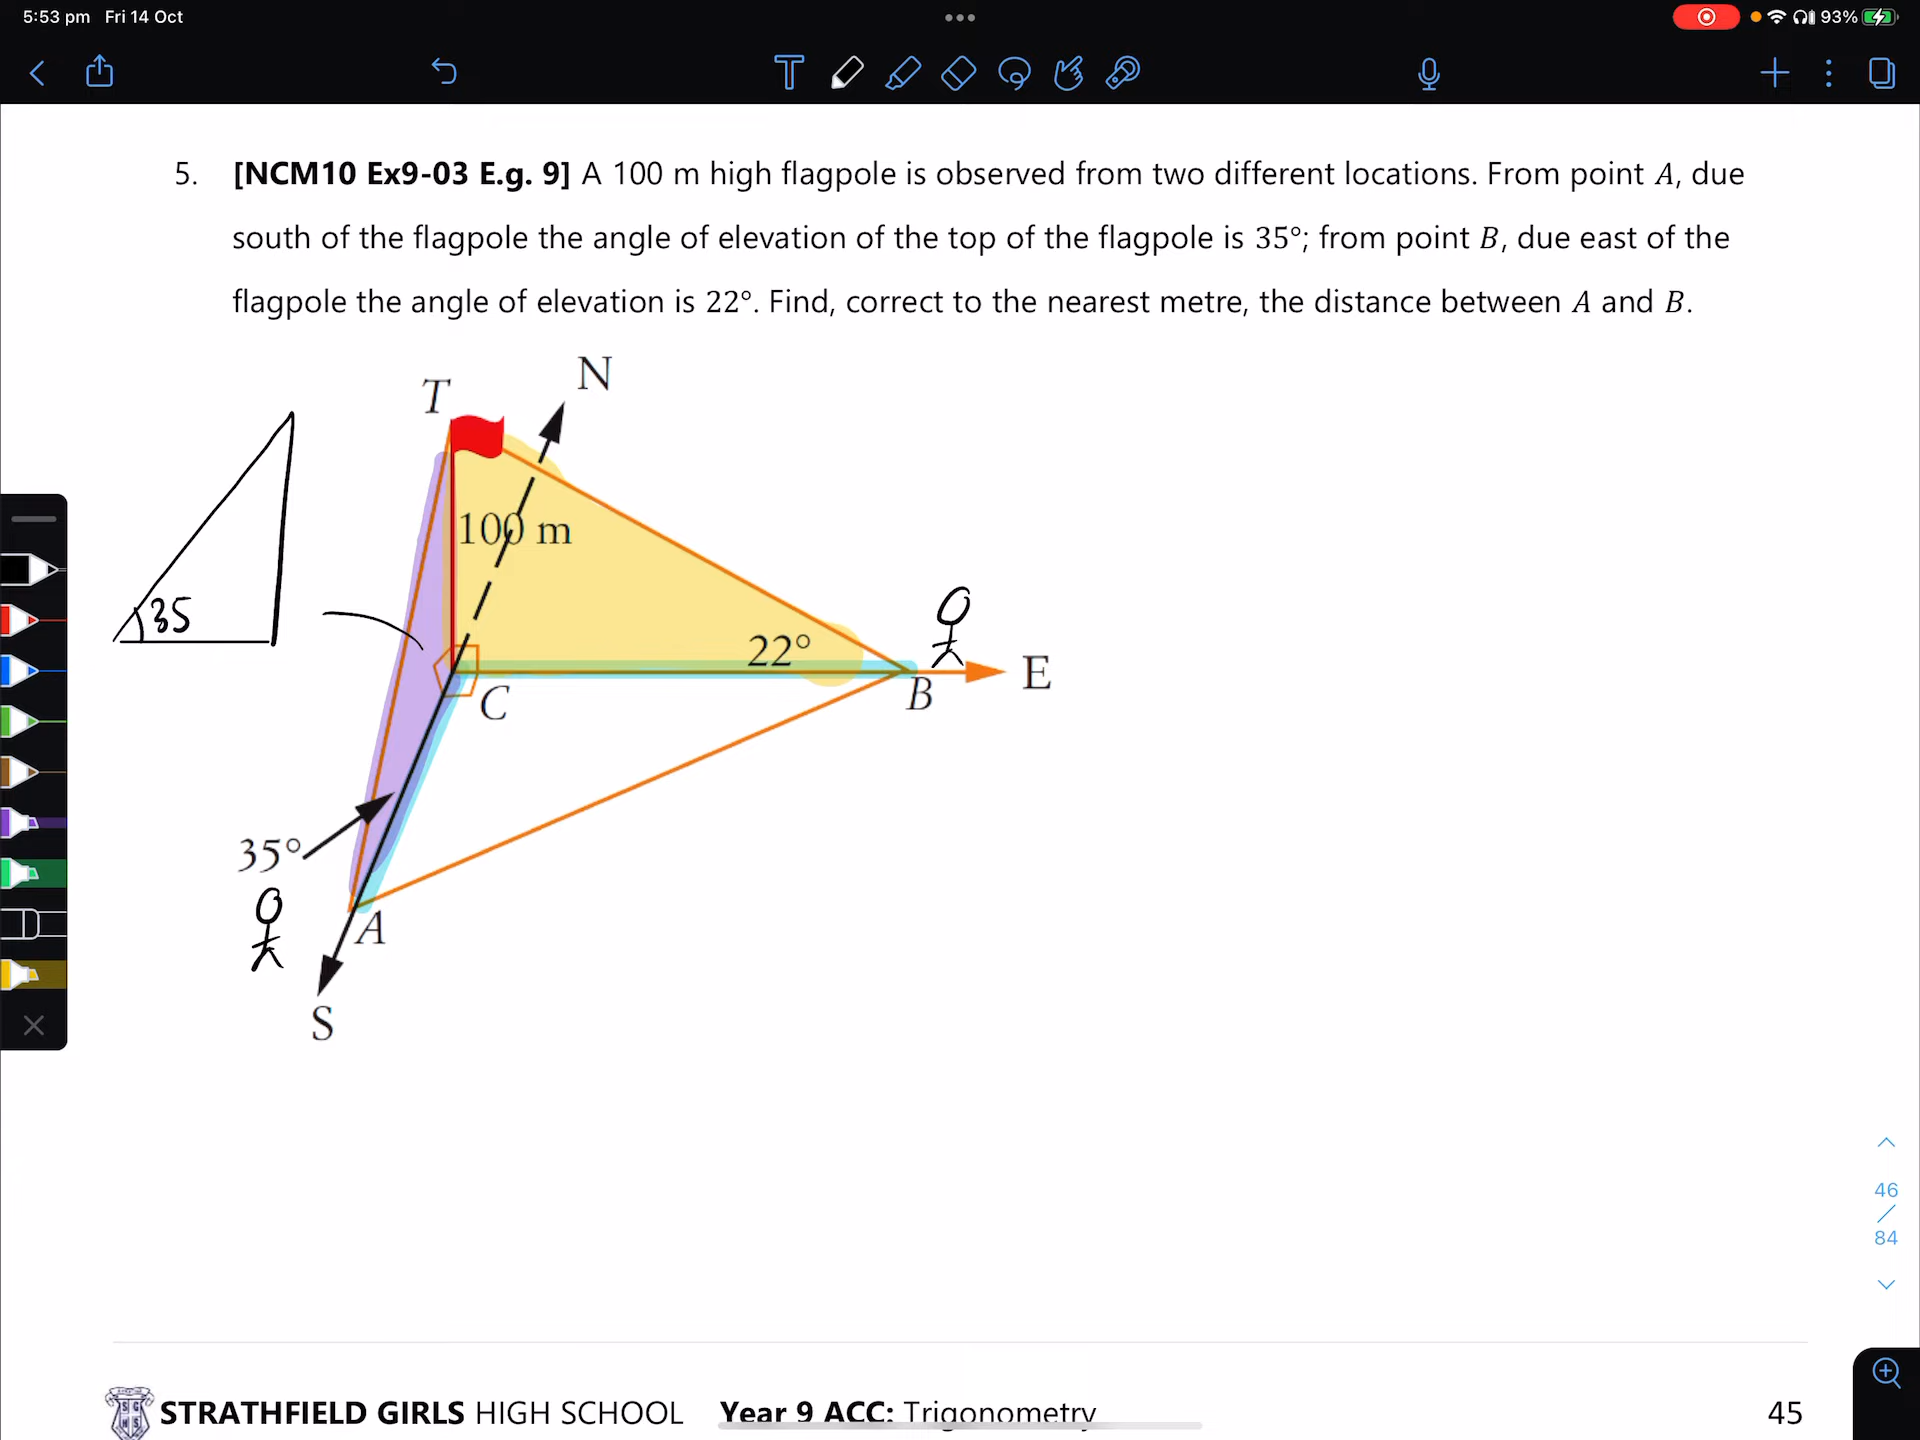 5:53 pm Fri 14 Oct
93%
5. [NCM10 Ex9-03 E.g. 9] A 100 m high flagpole is observed from two different locations. From point A, due
south of the flagpole the angle of elevation of the top of the flagpole is 35°; from point B, due east of the
flagpole the angle of elevation is 22°. Find, correct to the nearest metre, the distance between A and B.
N
T
100 m
35
22°
E
C
B
35°
A
S
46
/
84
STRATHFIELD GIRLS HIGH SCHOOL Year 9 ACC: Trigonometry 45